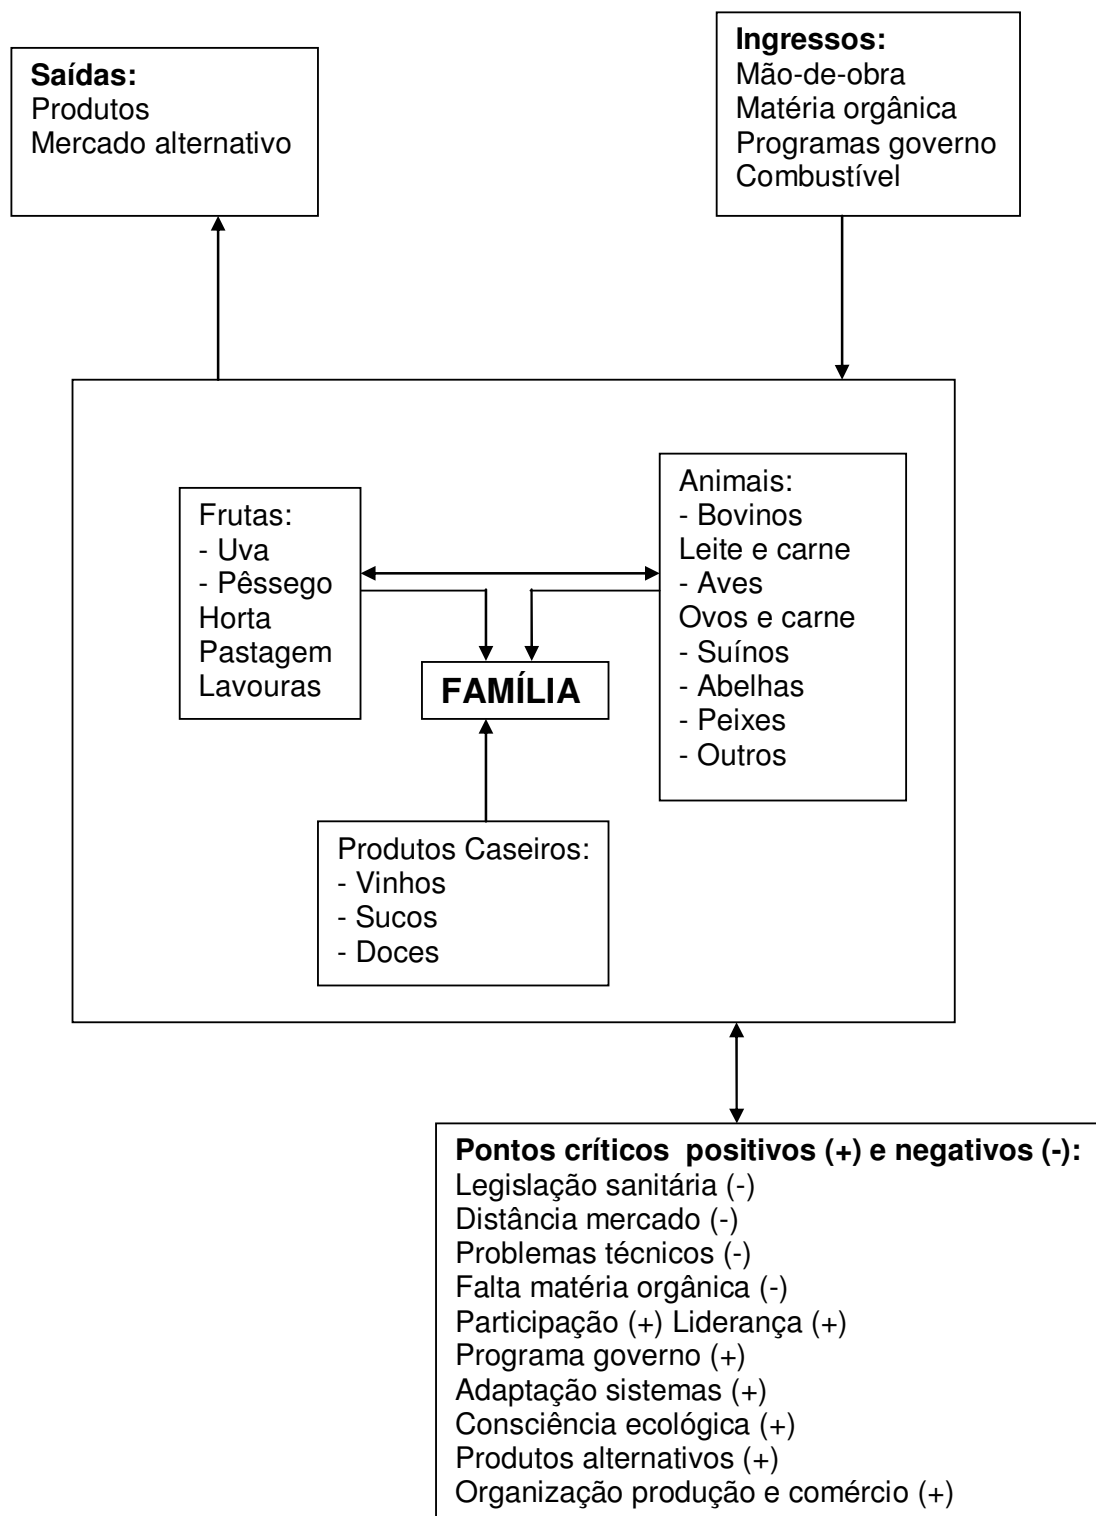 Saídas:
Produtos
Mercado alternativo
Ingressos:
Mão-de-obra
Matéria orgânica
Programas governo
Combustível
Frutas:
- Uva
- Pêssego
Horta
Pastagem
Lavouras
Animais:
- Bovinos
Leite e carne
- Aves
Ovos e carne
- Suínos
- Abelhas
- Peixes
- Outros
FAMÍLIA
Produtos Caseiros:
- Vinhos
- Sucos
- Doces
Pontos críticos  positivos (+) e negativos (-):
Legislação sanitária (-)
Distância mercado (-)
Problemas técnicos (-)
Falta matéria orgânica (-)
Participação (+) Liderança (+)
Programa governo (+)
Adaptação sistemas (+)
Consciência ecológica (+)
Produtos alternativos (+)
Organização produção e comércio (+)